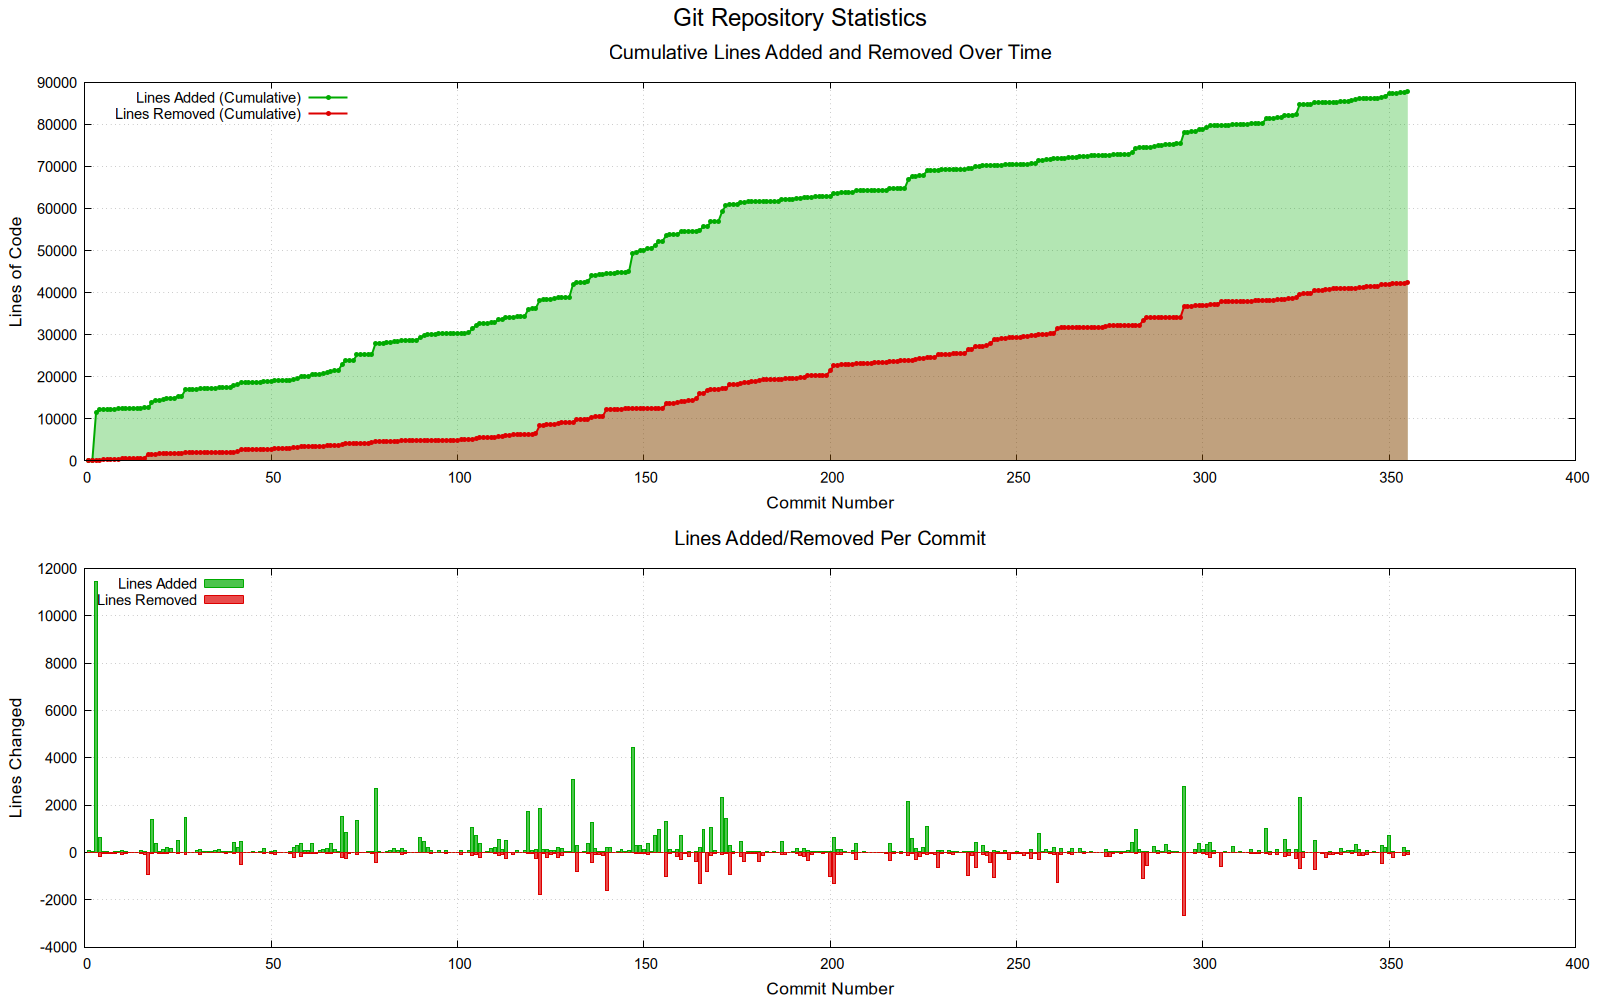 Git Repository Statistics
Cumulative Lines Added and Removed Over Time
90000
80000
70000
60000
50000
40000
30000
20000
10000
0
Lines of Code
Lines Added (Cumulative)
Lines Removed (Cumulative)
0 50 100 150 200 250 300 350 400
Commit Number
Lines Added/Removed Per Commit
12000
10000
8000
6000
4000
2000
0
-2000
-4000
Lines Changed
Lines Added
Lines Removed
0 50 100 150 200 250 300 350 400
Commit Number